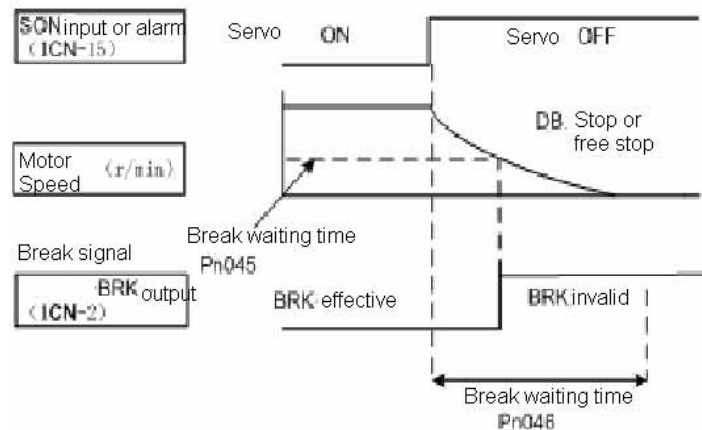 SON input or alarm
(1CN-15)
Servo ON
Servo OFF
DB. Stop or
free stop
Motor
Speed (r/min)
Break waiting time
Pn045
Break signal
BRK output
(1CN-2)
BRK effective
BRK invalid
Break waiting time
Pn046